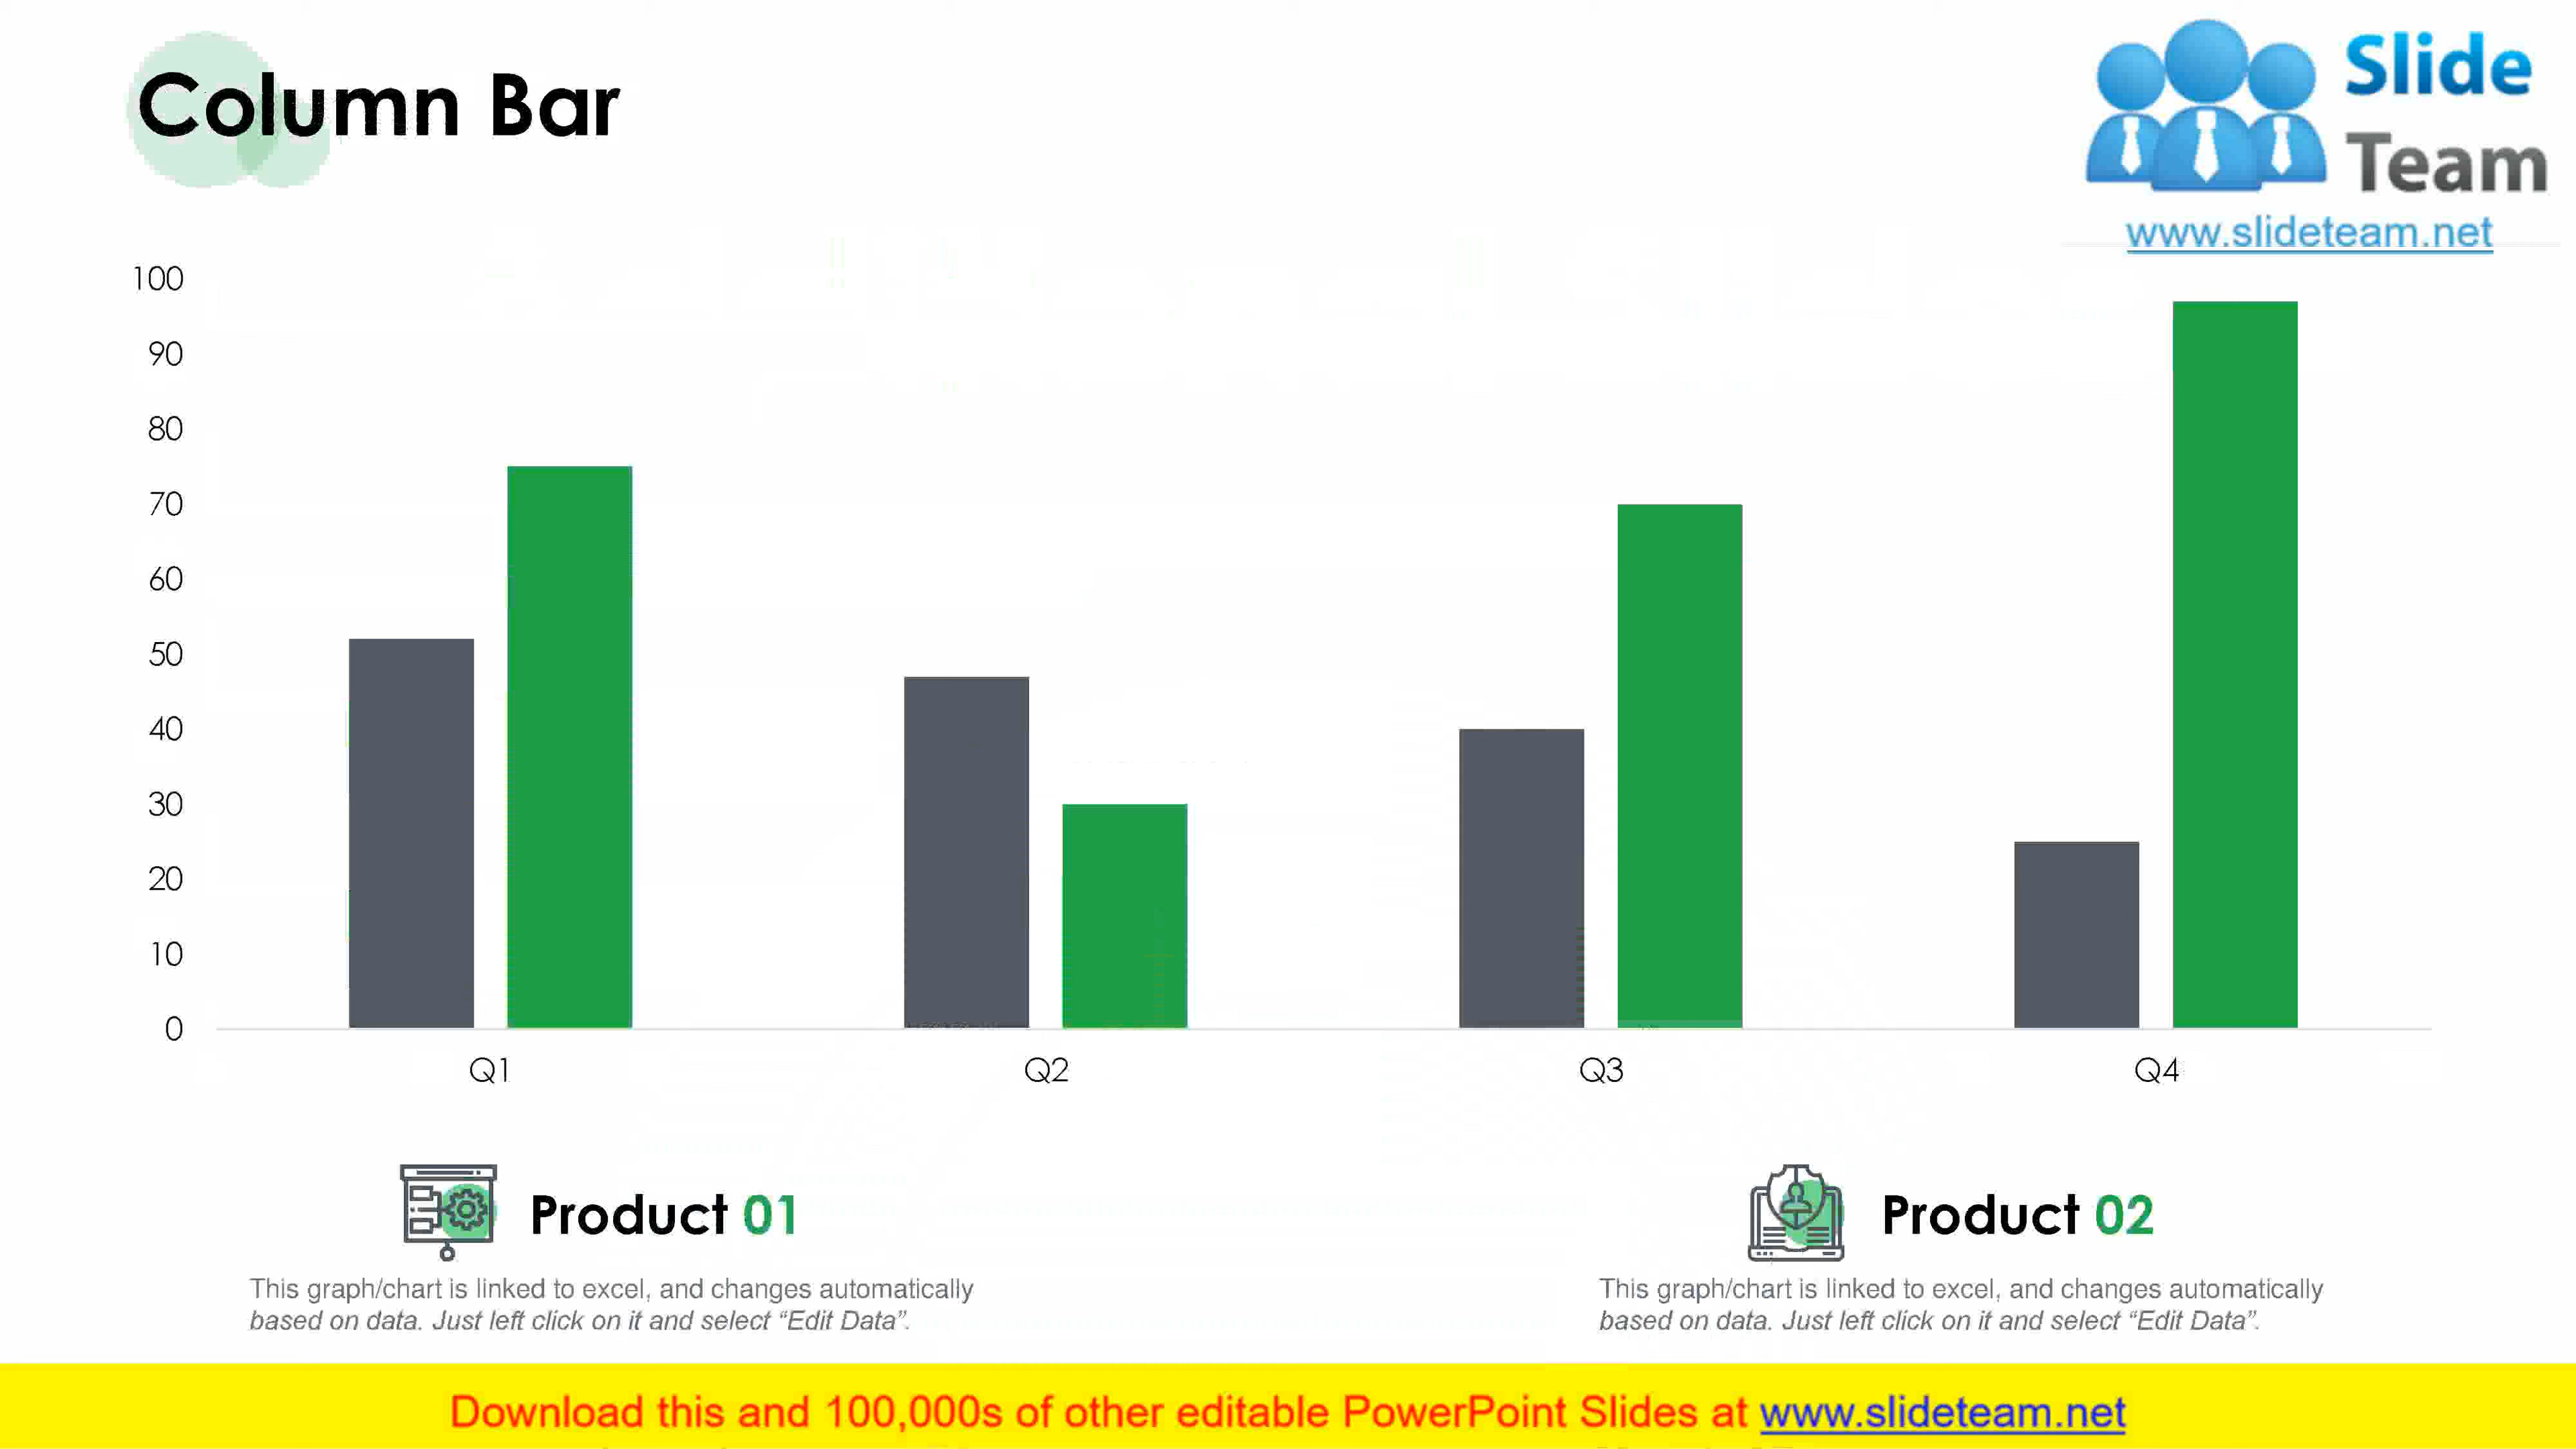 Column Bar
Slide
Team
www.slideteam.net
100
90
80
70
60
50
40
30
20
10
0
Q1 Q2 Q3 Q4
Product 01
This graph/chart is linked to excel, and changes automatically
based on data. Just left click on it and select “Edit Data”.
Product 02
This graph/chart is linked to excel, and changes automatically
based on data. Just left click on it and select “Edit Data”.
Download this and 100,000s of other editable PowerPoint Slides at www.slideteam.net